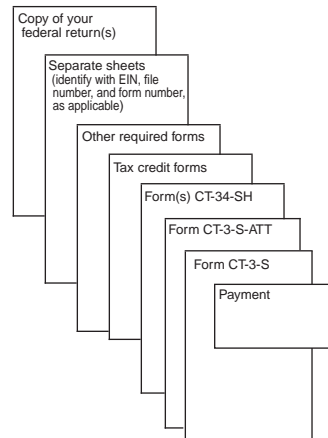 Copy of your
federal return(s)
Separate sheets
(identify with EIN, file
number, and form number,
as applicable)
Other required forms
Tax credit forms
Form(s) CT-34-SH
Form CT-3-S-ATT
Form CT-3-S
Payment